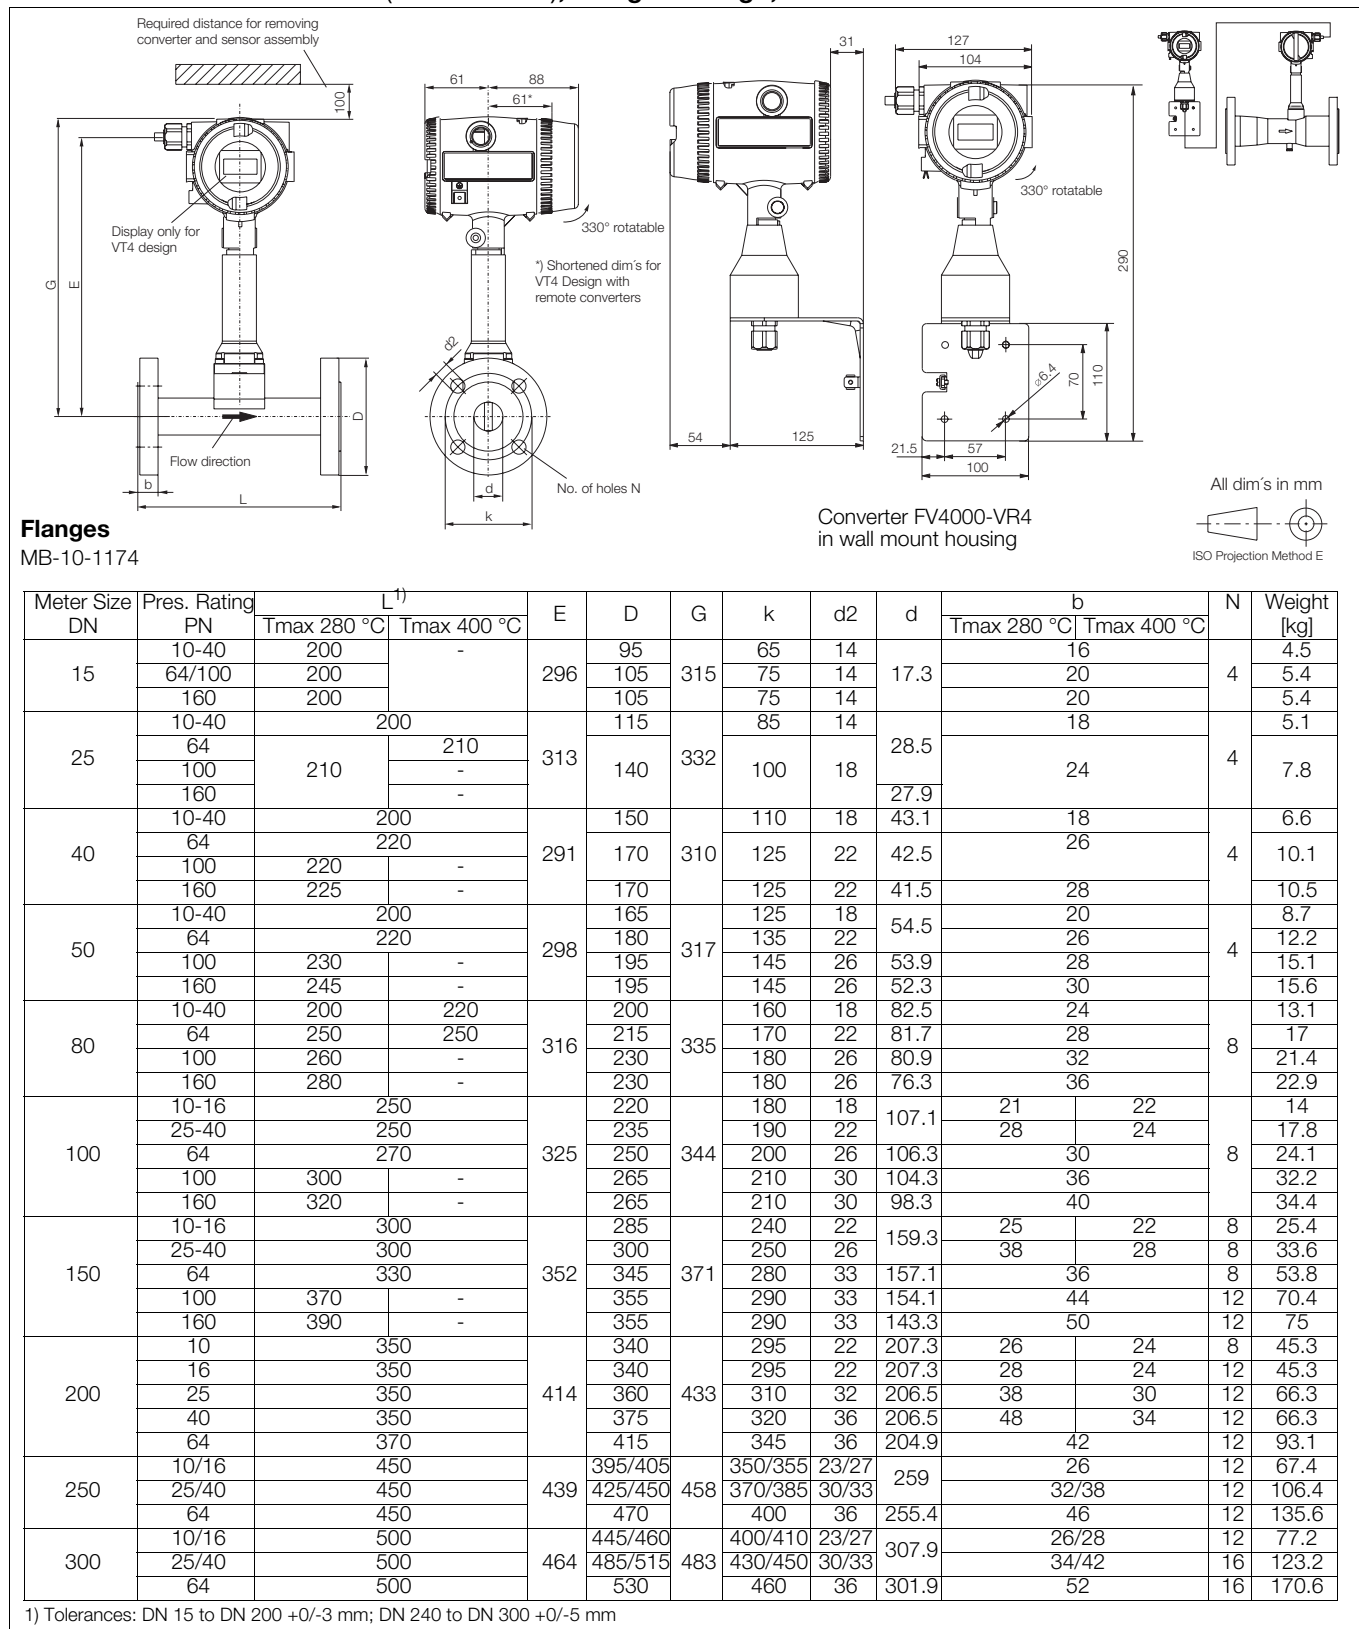 Required distance for removing
converter and sensor assembly
100
Display only for
VT4 design
G
E
D
Flow direction
b
L
61
88
61*
330° rotatable
*) Shortened dim´s for
VT4 Design with
remote converters
d2
No. of holes N
d
k
31
54
125
127
104
330° rotatable
290
ø6.4
70
110
21.5
57
100
Converter FV4000-VR4
in wall mount housing
All dim´s in mm
ISO Projection Method E
Flanges
MB-10-1174
Meter Size Pres. Rating L1) E D G k d2 d b N Weight
DN PN Tmax 280 °C Tmax 400 °C Tmax 280 °C Tmax 400 °C [kg]
10-40 200 - 95 65 14 16 4.5
15 64/100 200 296 105 315 75 14 17.3 20 4 5.4
160 200 105 75 14 20 5.4
10-40 200 115 85 14 18 5.1
64 210 28.5
25 100 210 - 313 140 332 100 18 24 4 7.8
160 - 27.9
10-40 200 150 110 18 43.1 18 6.6
64 220 26
40 100 220 - 291 170 310 125 22 42.5 4 10.1
160 225 - 170 125 22 41.5 28 10.5
10-40 200 165 125 18 54.5 20 8.7
64 220 180 135 22 26 12.2
50 298 317 4
100 230 - 195 145 26 53.9 28 15.1
160 245 - 195 145 26 52.3 30 15.6
10-40 200 220 200 160 18 82.5 24 13.1
64 250 250 215 170 22 81.7 28 17
80 316 335 8
100 260 - 230 180 26 80.9 32 21.4
160 280 - 230 180 26 76.3 36 22.9
10-16 250 220 180 18 107.1 21 22 14
25-40 250 235 190 22 28 24 17.8
100 64 270 325 250 344 200 26 106.3 30 8 24.1
100 300 - 265 210 30 104.3 36 32.2
160 320 - 265 210 30 98.3 40 34.4
10-16 300 285 240 22 159.3 25 22 8 25.4
25-40 300 300 250 26 38 28 8 33.6
150 64 330 352 345 371 280 33 157.1 36 8 53.8
100 370 - 355 290 33 154.1 44 12 70.4
160 390 - 355 290 33 143.3 50 12 75
10 350 340 295 22 207.3 26 24 8 45.3
16 350 340 295 22 207.3 28 24 12 45.3
200 25 350 414 360 433 310 32 206.5 38 30 12 66.3
40 350 375 320 36 206.5 48 34 12 66.3
64 370 415 345 36 204.9 42 12 93.1
10/16 450 395/405 350/355 23/27 259 26 12 67.4
250 25/40 450 439 425/450 458 370/385 30/33 32/38 12 106.4
64 450 470 400 36 255.4 46 12 135.6
10/16 500 445/460 400/410 23/27 307.9 26/28 12 77.2
300 25/40 500 464 485/515 483 430/450 30/33 34/42 16 123.2
64 500 530 460 36 301.9 52 16 170.6
1) Tolerances: DN 15 to DN 200 +0/-3 mm; DN 240 to DN 300 +0/-5 mm